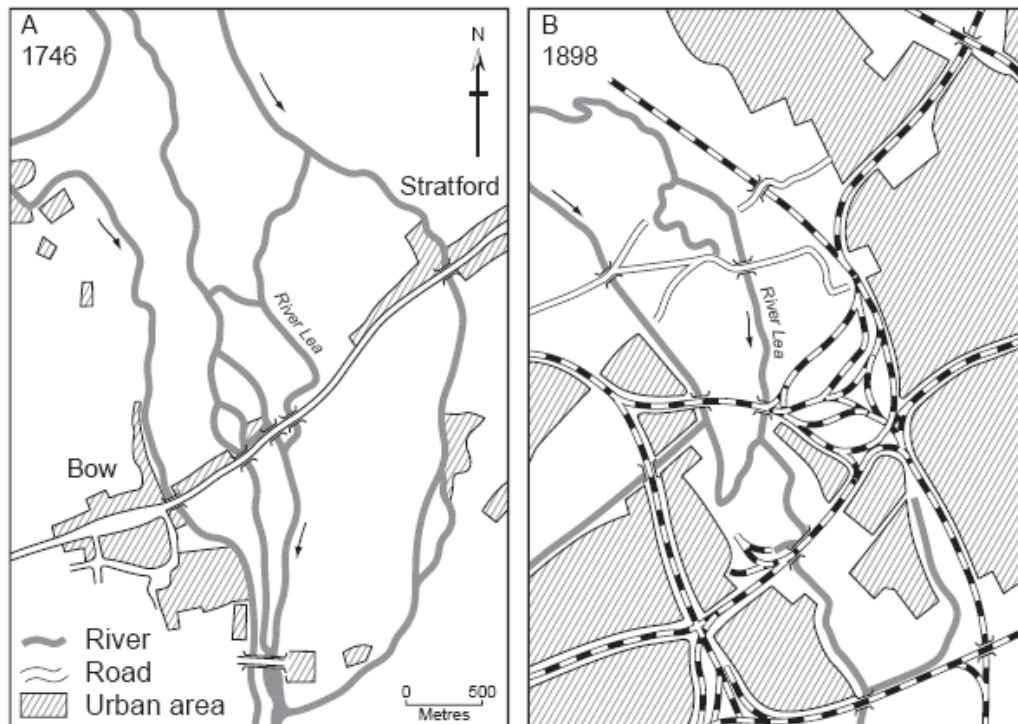 A
1746
N
Stratford
River Lea
Bow
River
Road
Urban area
0 500
Metres
B
1898
River Lea